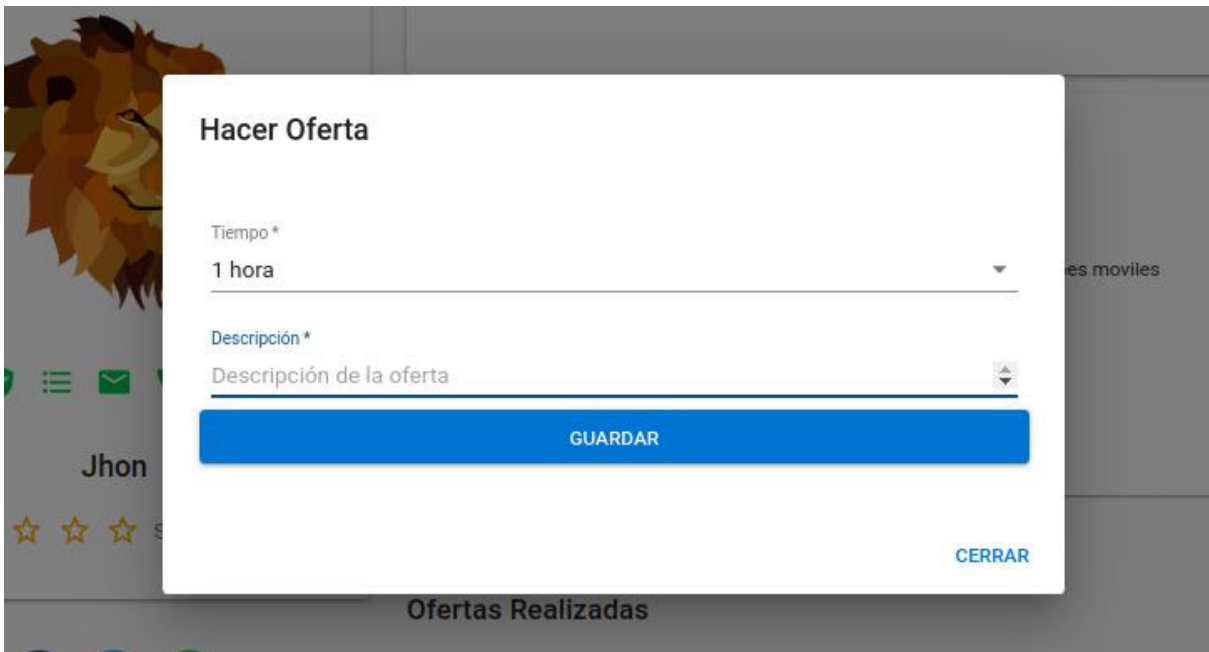 Hacer Oferta
Tiempo *
1 hora
es moviles
Descripción *
Descripción de la oferta
GUARDAR
Jhon
CERRAR
Ofertas Realizadas